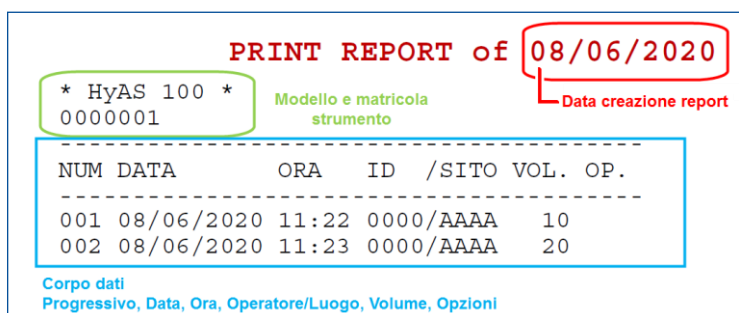 PRINT REPORT of 08/06/2020
* HyAS 100 *
0000001
Modello e matricola
strumento
Data creazione report
-----------------------------------------
NUM DATA ORA ID /SITO VOL. OP.
-----------------------------------------
001 08/06/2020 11:22 0000/AAAA 10
002 08/06/2020 11:23 0000/AAAA 20
Corpo dati
Progressivo, Data, Ora, Operatore/Luogo, Volume, Opzioni